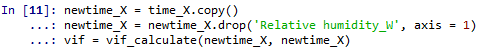 In [11]: newtime_X = time_X.copy()
    ...: newtime_X = newtime_X.drop('Relative humidity_W', axis = 1)
    ...: vif = vif_calculate(newtime_X, newtime_X)